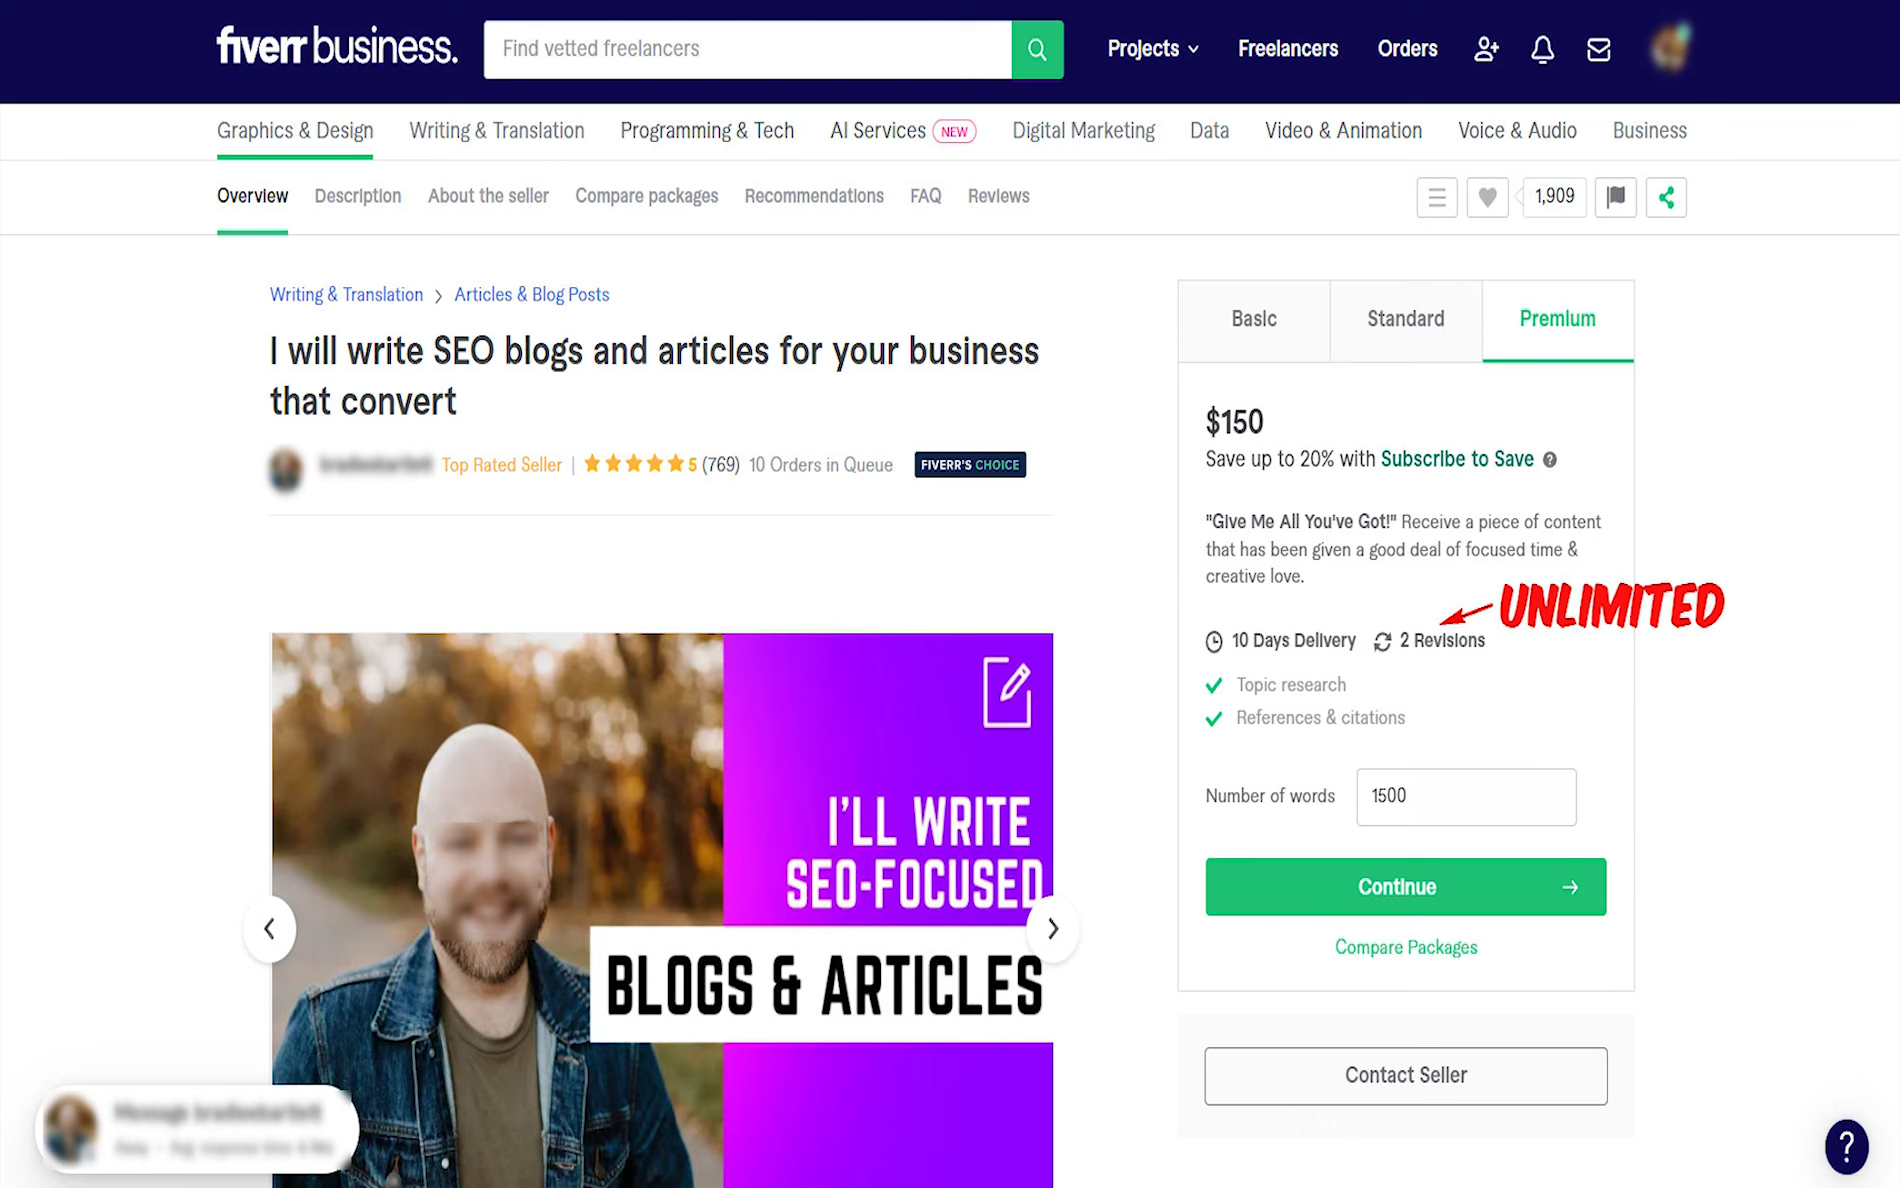 fiverr business.
Find vetted freelancers
Projects
Freelancers
Orders
Graphics & Design
Writing & Translation
Programming & Tech
AI Services NEW
Digital Marketing
Data
Video & Animation
Voice & Audio
Business
Overview
Description
About the seller
Compare packages
Recommendations
FAQ
Reviews
1,909
Writing & Translation > Articles & Blog Posts
I will write SEO blogs and articles for your business
that convert
Top Rated Seller | 5 (769) 10 Orders in Queue FIVERR'S CHOICE
I'LL WRITE
SEO-FOCUSED
BLOGS & ARTICLES
Basic
Standard
Premium
$150
Save up to 20% with Subscribe to Save ?
"Give Me All You've Got!" Receive a piece of content
that has been given a good deal of focused time &
creative love.
UNLIMITED
10 Days Delivery 2 Revisions
Topic research
References & citations
Number of words 1500
Continue →
Compare Packages
Contact Seller
?